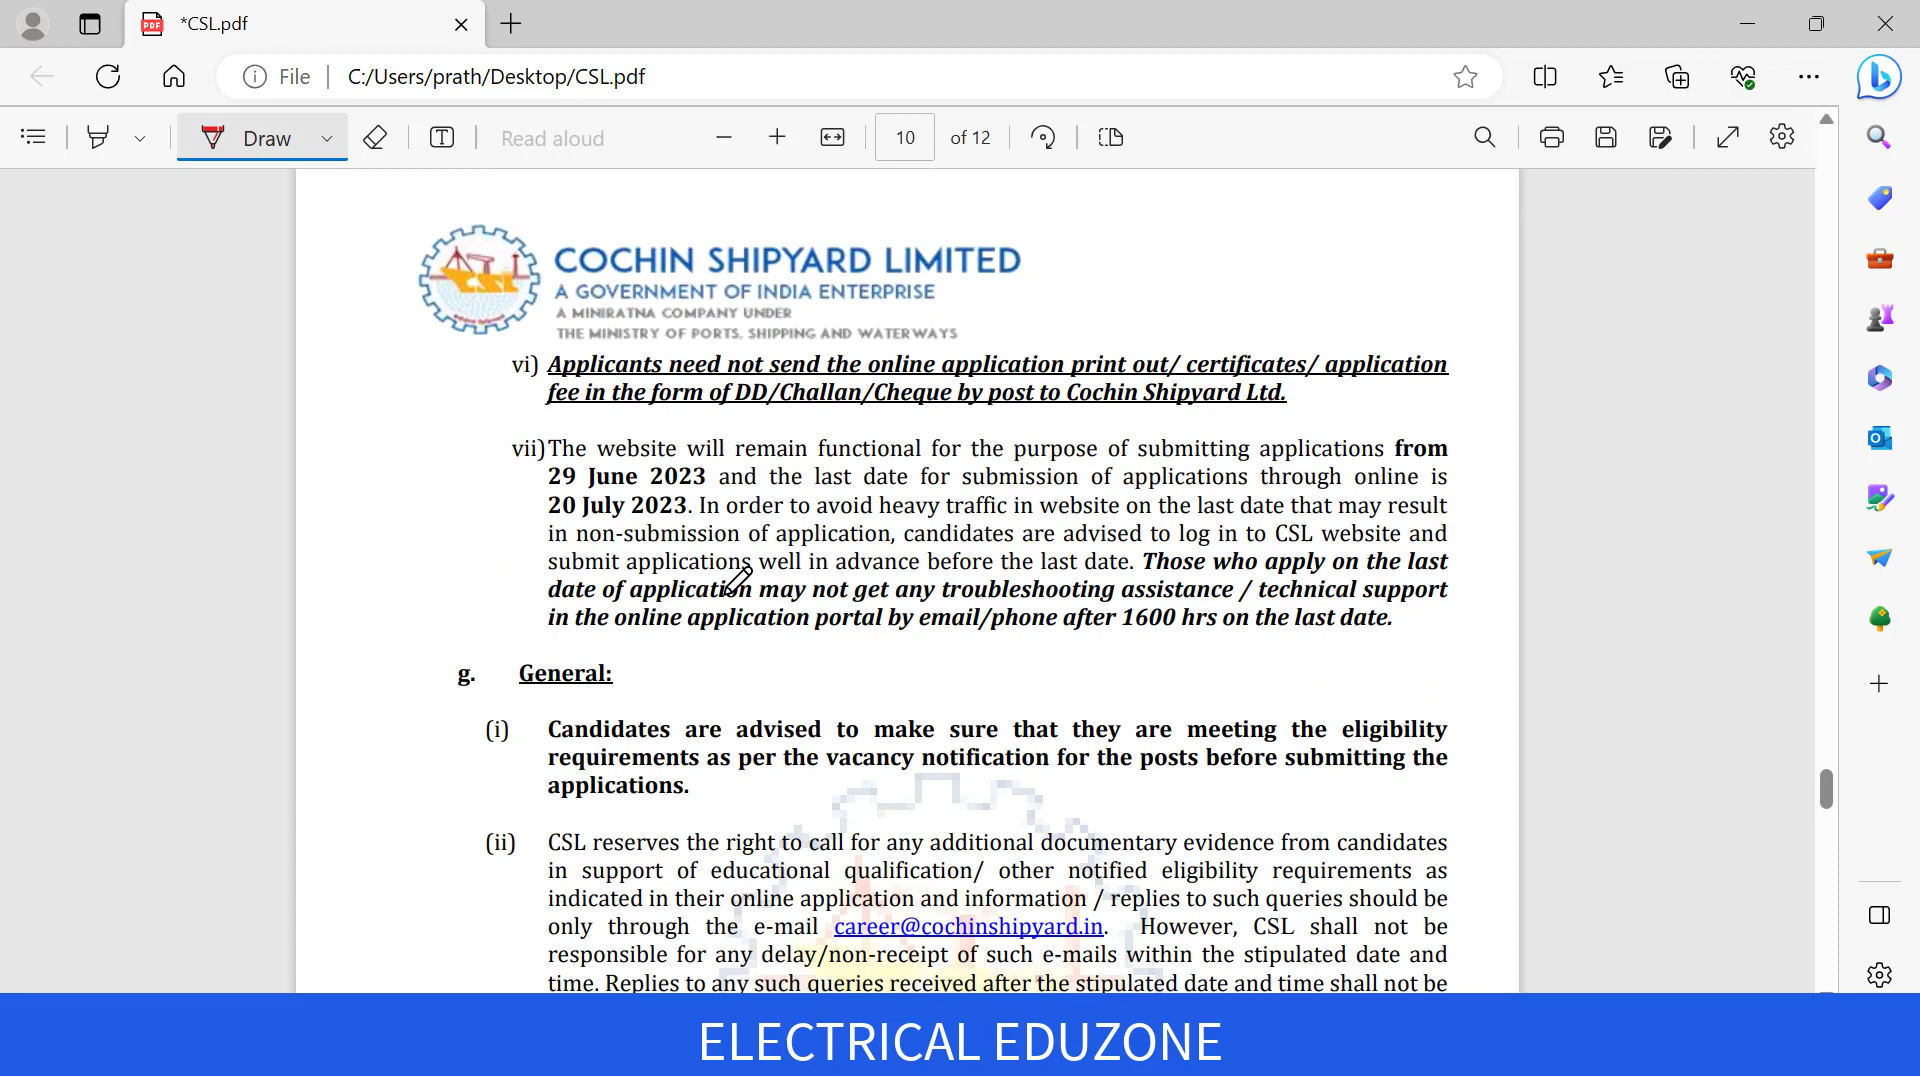 *CSL.pdf
File
C:/Users/prath/Desktop/CSL.pdf
Draw
Read aloud
10
of 12
COCHIN SHIPYARD LIMITED
A GOVERNMENT OF INDIA ENTERPRISE
A MINIRATNA COMPANY UNDER
THE MINISTRY OF PORTS, SHIPPING AND WATERWAYS
vi) Applicants need not send the online application print out/ certificates/ application
fee in the form of DD/Challan/Cheque by post to Cochin Shipyard Ltd.
vii) The website will remain functional for the purpose of submitting applications from
29 June 2023 and the last date for submission of applications through online is
20 July 2023. In order to avoid heavy traffic in website on the last date that may result
in non-submission of application, candidates are advised to log in to CSL website and
submit applications well in advance before the last date. Those who apply on the last
date of application may not get any troubleshooting assistance / technical support
in the online application portal by email/phone after 1600 hrs on the last date.
g. General:
(i) Candidates are advised to make sure that they are meeting the eligibility
requirements as per the vacancy notification for the posts before submitting the
applications.
(ii) CSL reserves the right to call for any additional documentary evidence from candidates
in support of educational qualification/ other notified eligibility requirements as
indicated in their online application and information / replies to such queries should be
only through the e-mail career@cochinshipyard.in. However, CSL shall not be
responsible for any delay/non-receipt of such e-mails within the stipulated date and
time. Replies to any such queries received after the stipulated date and time shall not be
ELECTRICAL EDUZONE